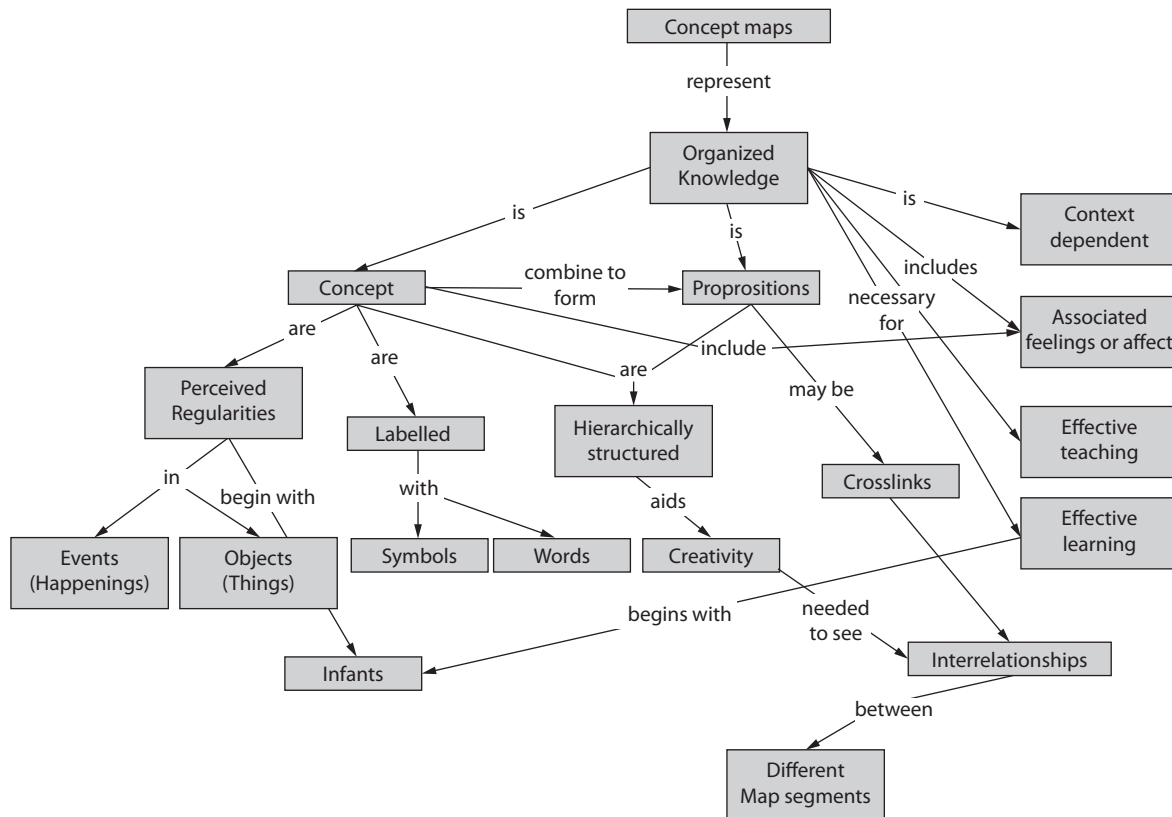 Concept maps
represent
Organized
Knowledge
is
is
is
Context
dependent
Concept
combine to
form
Proprositions
includes
necessary
for
Associated
feelings or affect
are
are
include
are
may be
Perceived
Regularities
Labelled
Hierarchically
structured
Effective
teaching
in
begin with
with
aids
Crosslinks
Events
(Happenings)
Objects
(Things)
Symbols
Words
Creativity
Effective
learning
begins with
needed
to see
Infants
Interrelationships
between
Different
Map segments